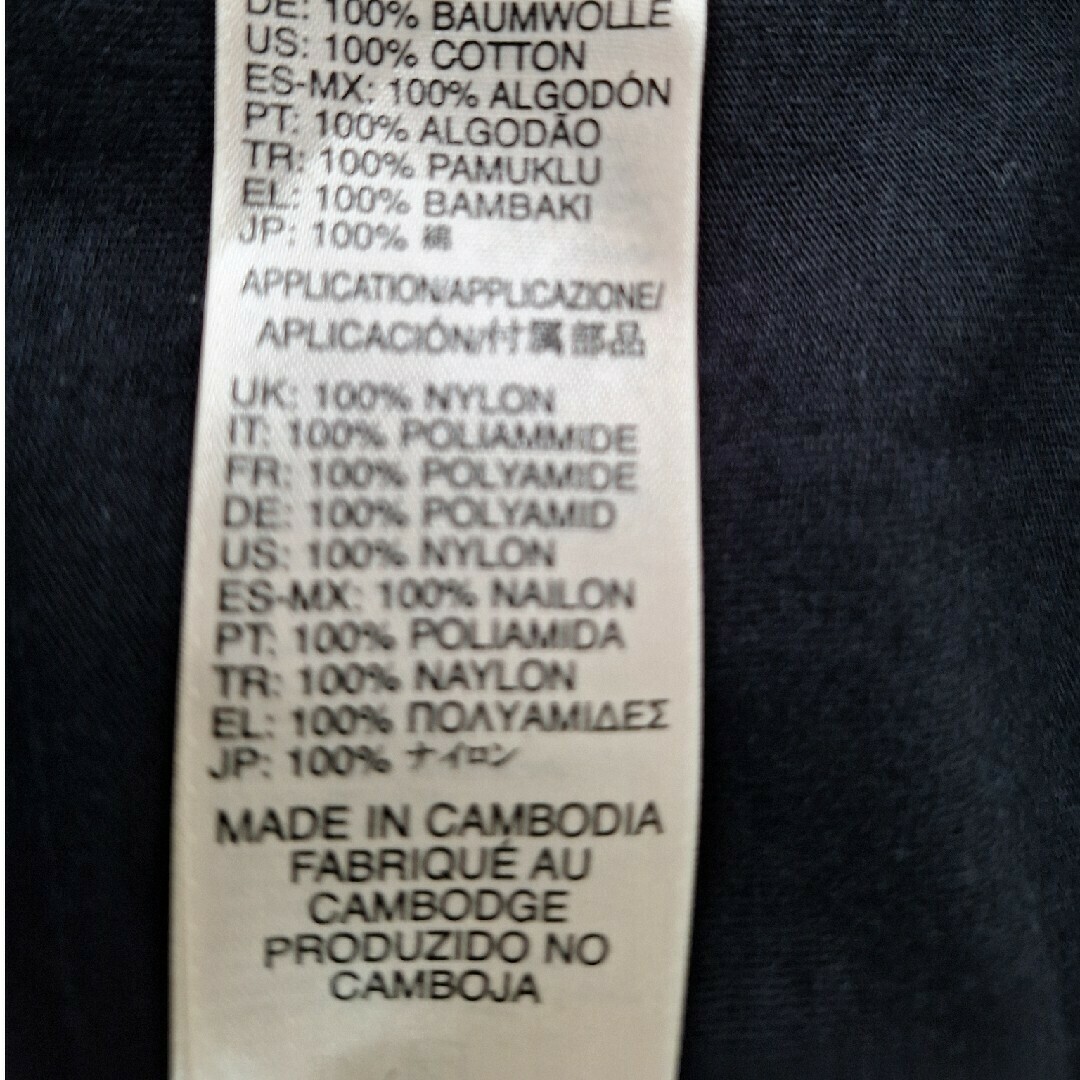 DE: 100% BAUMWOLLE
US: 100% COTTON
ES-MX: 100% ALGODÓN
PT: 100% ALGODÃO
TR: 100% PAMUKLU
EL: 100% BAMBAKI
JP: 100% 綿
APPLICATION/APPLICAZIONE/
APLICACIÓN/付属部品
UK: 100% NYLON
IT: 100% POLIAMMIDE
FR: 100% POLYAMIDE
DE: 100% POLYAMID
US: 100% NYLON
ES-MX: 100% NAILON
PT: 100% POLIAMIDA
TR: 100% NAYLON
EL: 100% ΠΟΛΥΑΜΙΔΕΣ
JP: 100% ナイロン
MADE IN CAMBODIA
FABRIQUÉ AU
CAMBODGE
PRODUZIDO NO
CAMBOJA